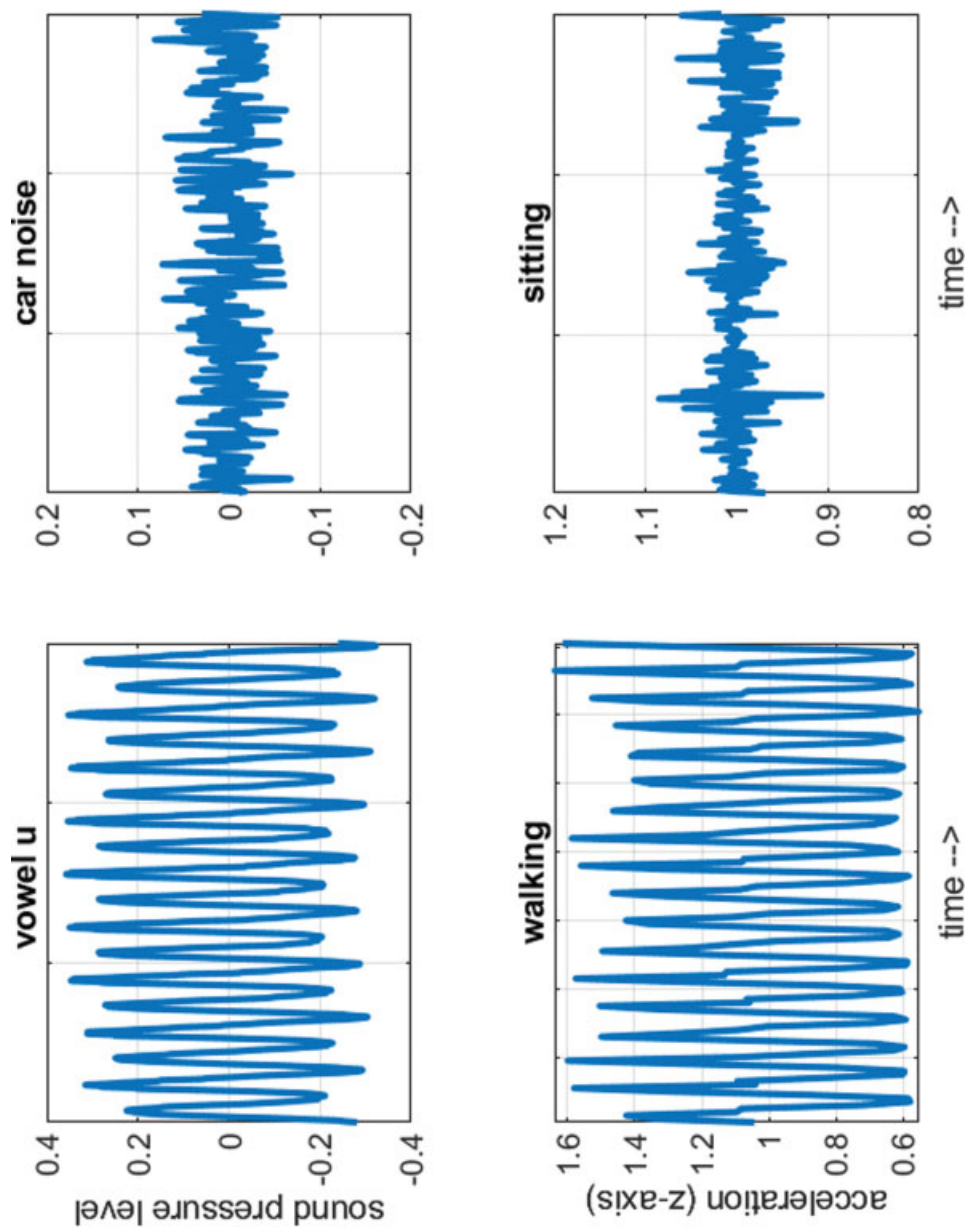 vowel u
0.4
0.2
0
-0.2
-0.4
sound pressure level
car noise
0.2
0.1
0
-0.1
-0.2
walking
1.6
1.4
1.2
1
0.8
0.6
acceleration (z-axis)
time -->
sitting
1.2
1.1
1
0.9
0.8
time -->